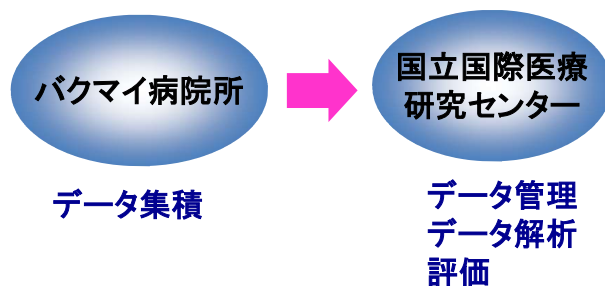 バクマイ病院所
国立国際医療
研究センター
データ集積
データ管理
データ解析
評価